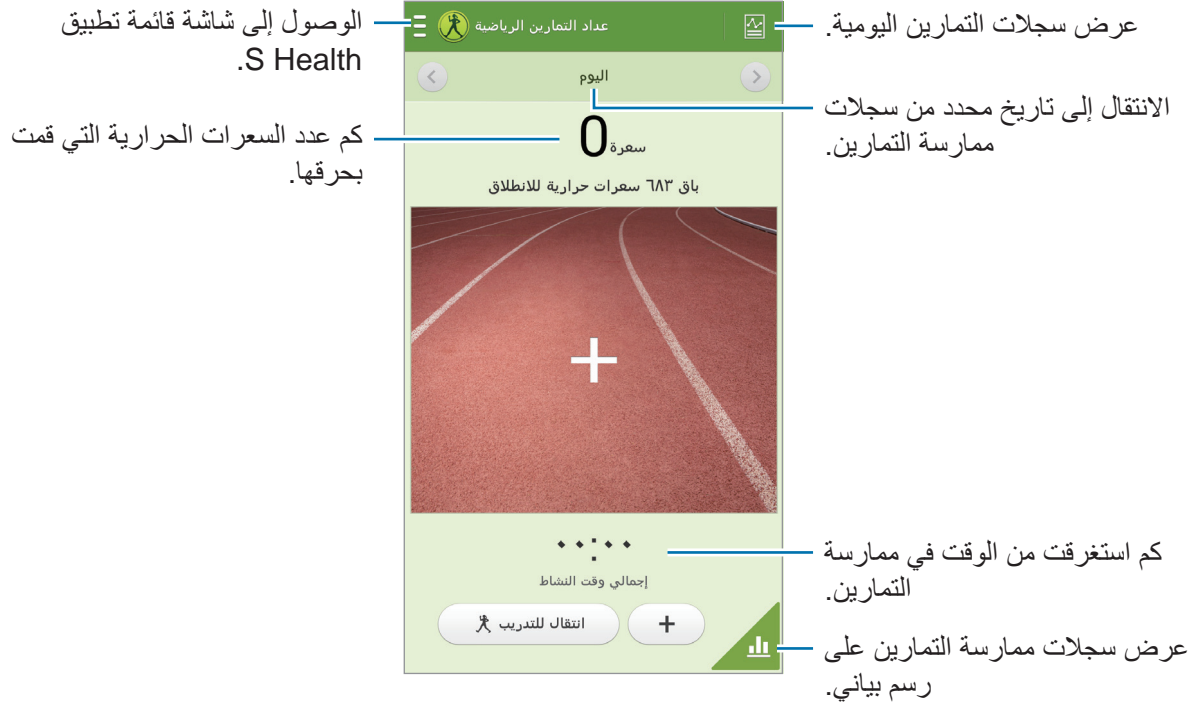 عرض سجلات التمارين اليومية.
عداد التمارين الرياضية
الوصول إلى شاشة قائمة تطبيق
S Health.
اليوم
الانتقال إلى تاريخ محدد من سجلات
ممارسة التمارين.
0 سعرة
كم عدد السعرات الحرارية التي قمت
بحرقها.
باق ٦٨٣ سعرات حرارية للانطلاق
٠٠:٠٠
كم استغرقت من الوقت في ممارسة
التمارين.
إجمالي وقت النشاط
انتقال للتدريب
عرض سجلات ممارسة التمارين على
رسم بياني.